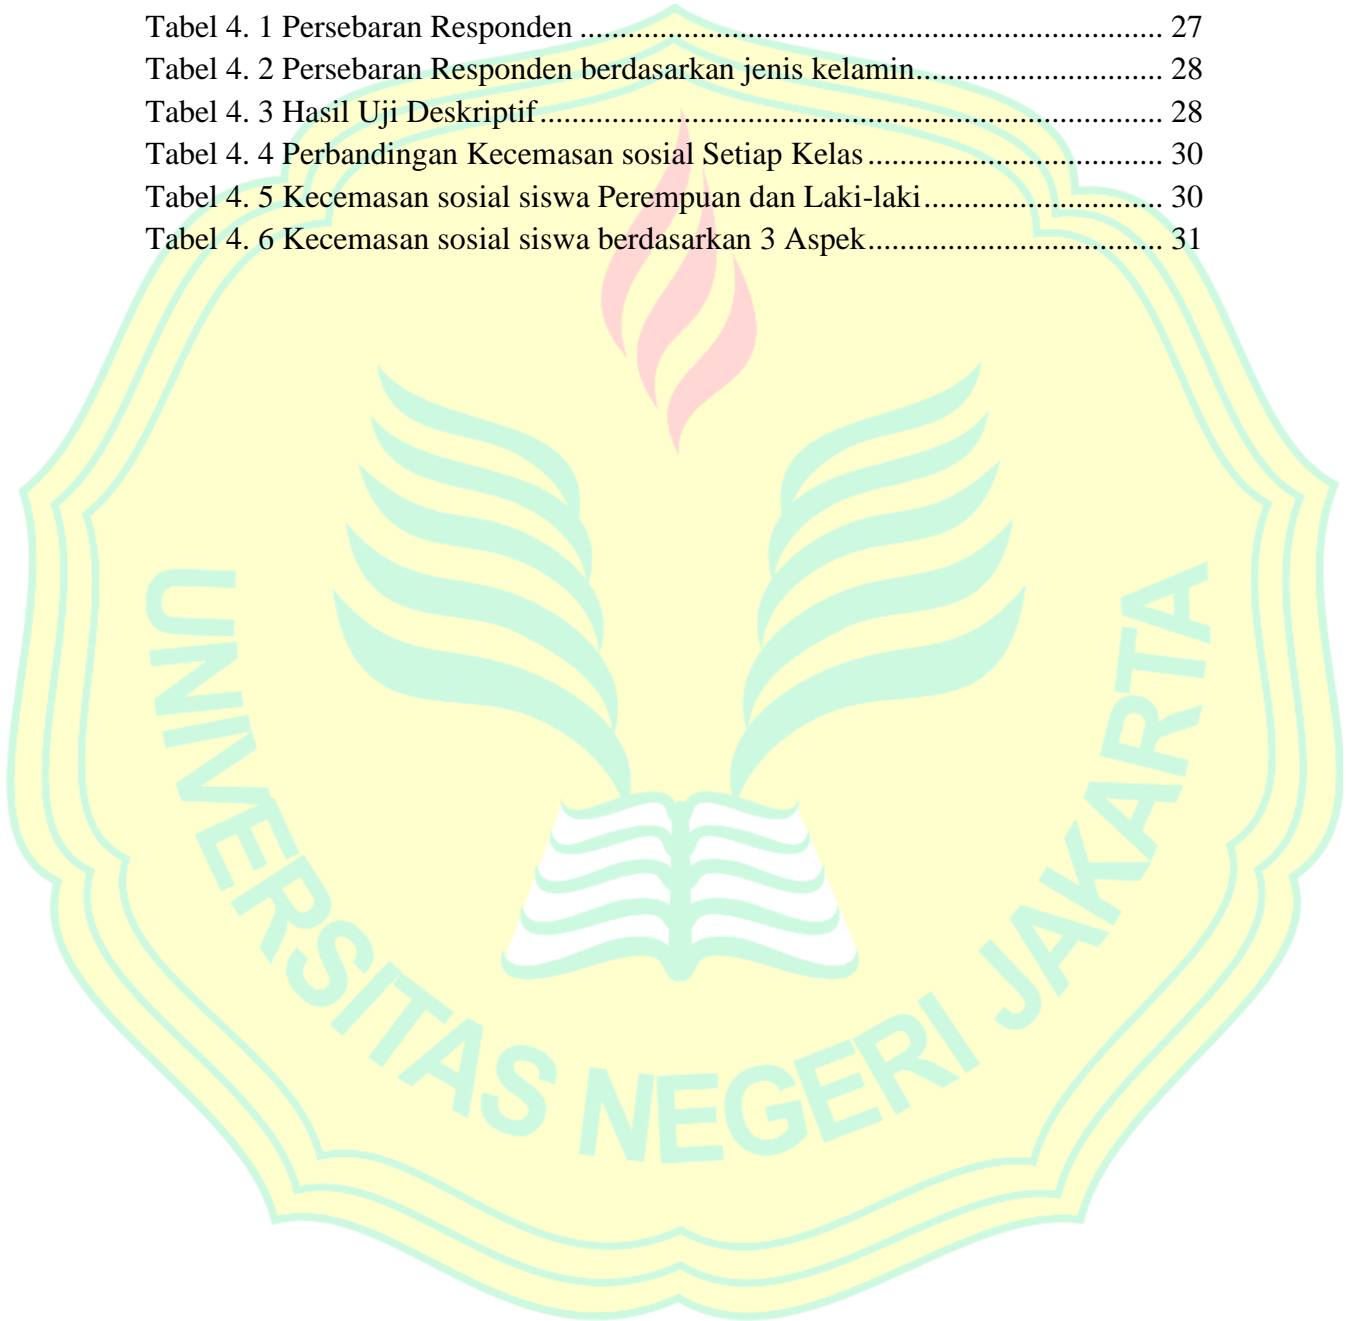 Tabel 4. 1 Persebaran Responden ........................................................................ 27
Tabel 4. 2 Persebaran Responden berdasarkan jenis kelamin.............................. 28
Tabel 4. 3 Hasil Uji Deskriptif ............................................................................. 28
Tabel 4. 4 Perbandingan Kecemasan sosial Setiap Kelas .................................... 30
Tabel 4. 5 Kecemasan sosial siswa Perempuan dan Laki-laki............................. 30
Tabel 4. 6 Kecemasan sosial siswa berdasarkan 3 Aspek.................................... 31
UNIVERSITAS NEGERI JAKARTA